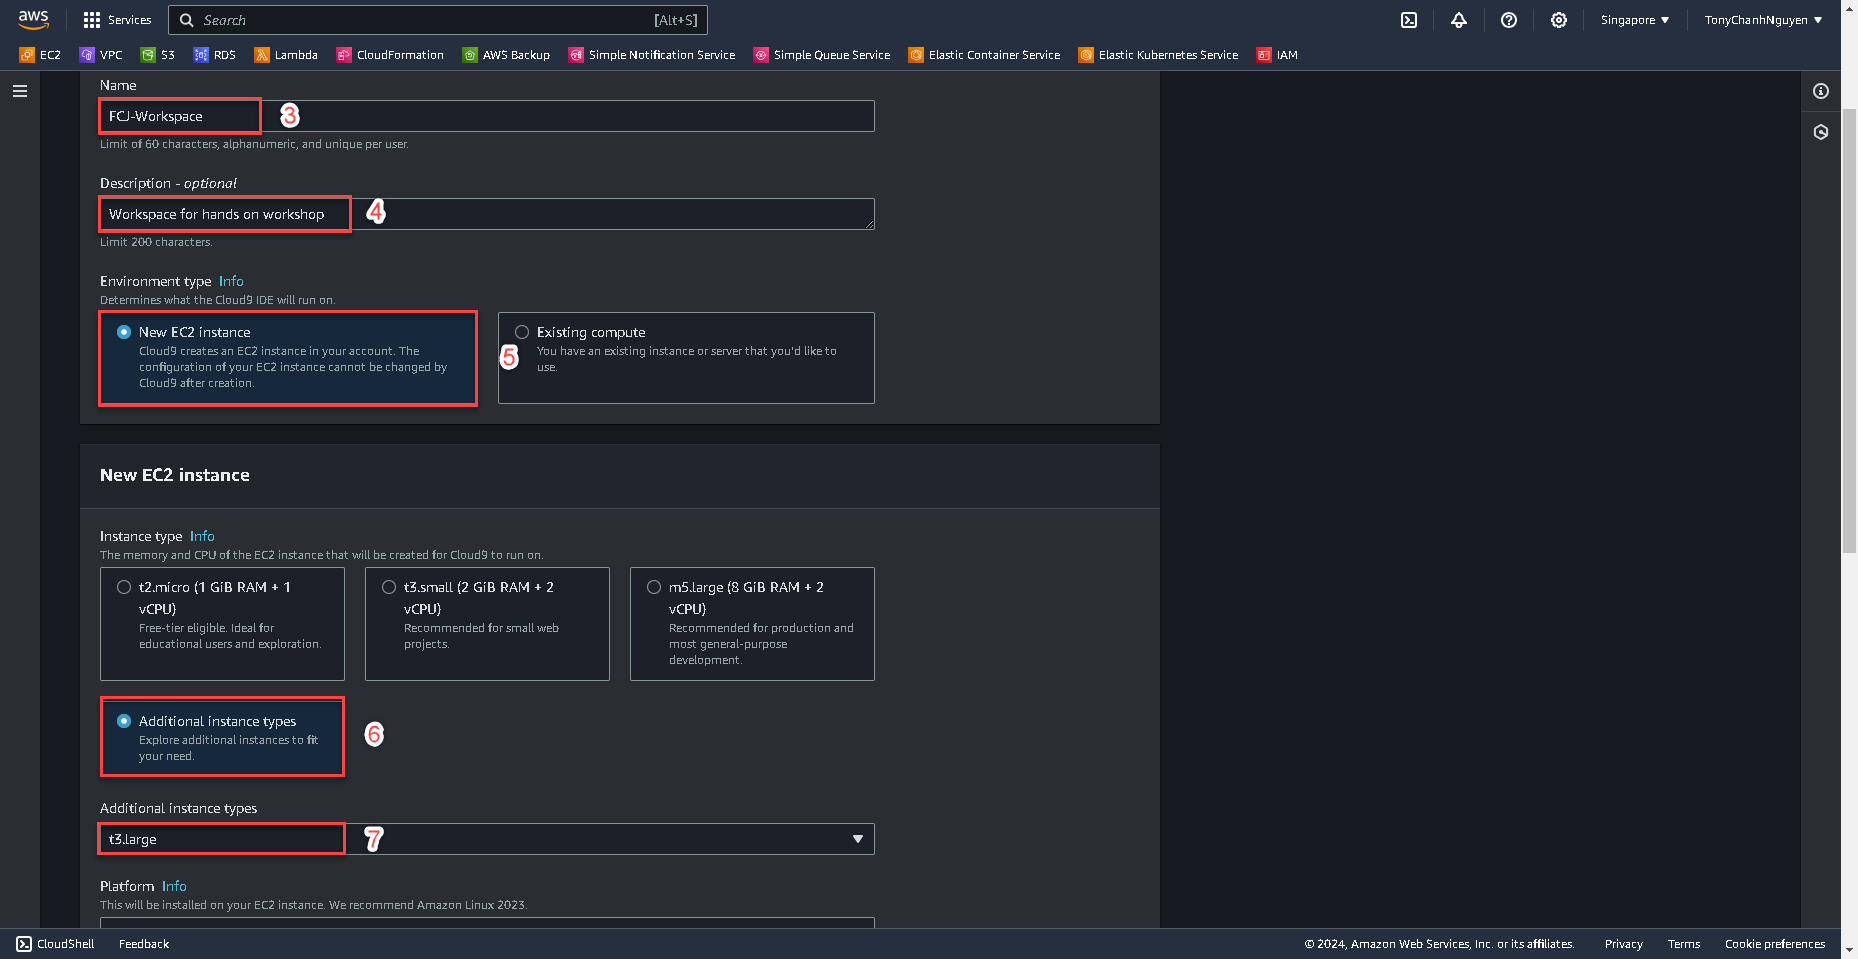 aws
Services
Search
[Alt+S]
Singapore ▼
TonyChanhNguyen ▼
EC2
VPC
S3
RDS
Lambda
CloudFormation
AWS Backup
Simple Notification Service
Simple Queue Service
Elastic Container Service
Elastic Kubernetes Service
IAM
Name
FCJ-Workspace
3
Limit of 60 characters, alphanumeric, and unique per user.
Description - optional
Workspace for hands on workshop
4
Limit 200 characters.
Environment type Info
Determines what the Cloud9 IDE will run on.
New EC2 instance
Cloud9 creates an EC2 instance in your account. The
configuration of your EC2 instance cannot be changed by
Cloud9 after creation.
5
Existing compute
You have an existing instance or server that you'd like to
use.
New EC2 instance
Instance type Info
The memory and CPU of the EC2 instance that will be created for Cloud9 to run on.
t2.micro (1 GiB RAM + 1
vCPU)
Free-tier eligible. Ideal for
educational users and exploration.
t3.small (2 GiB RAM + 2
vCPU)
Recommended for small web
projects.
m5.large (8 GiB RAM + 2
vCPU)
Recommended for production and
most general-purpose
development.
Additional instance types
Explore additional instances to fit
your need.
6
Additional instance types
t3.large
7
Platform Info
This will be installed on your EC2 instance. We recommend Amazon Linux 2023.
CloudShell
Feedback
© 2024, Amazon Web Services, Inc. or its affiliates.
Privacy
Terms
Cookie preferences